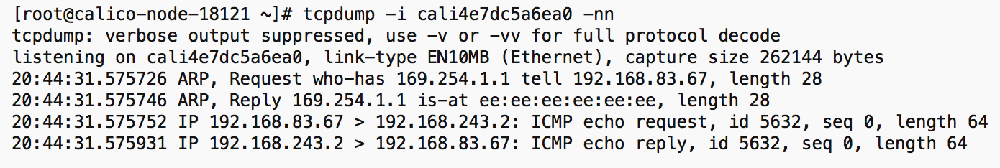 [root@calico-node-18121 ~]# tcpdump -i cali4e7dc5a6ea0 -nn
tcpdump: verbose output suppressed, use -v or -vv for full protocol decode
listening on cali4e7dc5a6ea0, link-type EN10MB (Ethernet), capture size 262144 bytes
20:44:31.575726 ARP, Request who-has 169.254.1.1 tell 192.168.83.67, length 28
20:44:31.575746 ARP, Reply 169.254.1.1 is-at ee:ee:ee:ee:ee:ee, length 28
20:44:31.575752 IP 192.168.83.67 > 192.168.243.2: ICMP echo request, id 5632, seq 0, length 64
20:44:31.575931 IP 192.168.243.2 > 192.168.83.67: ICMP echo reply, id 5632, seq 0, length 64